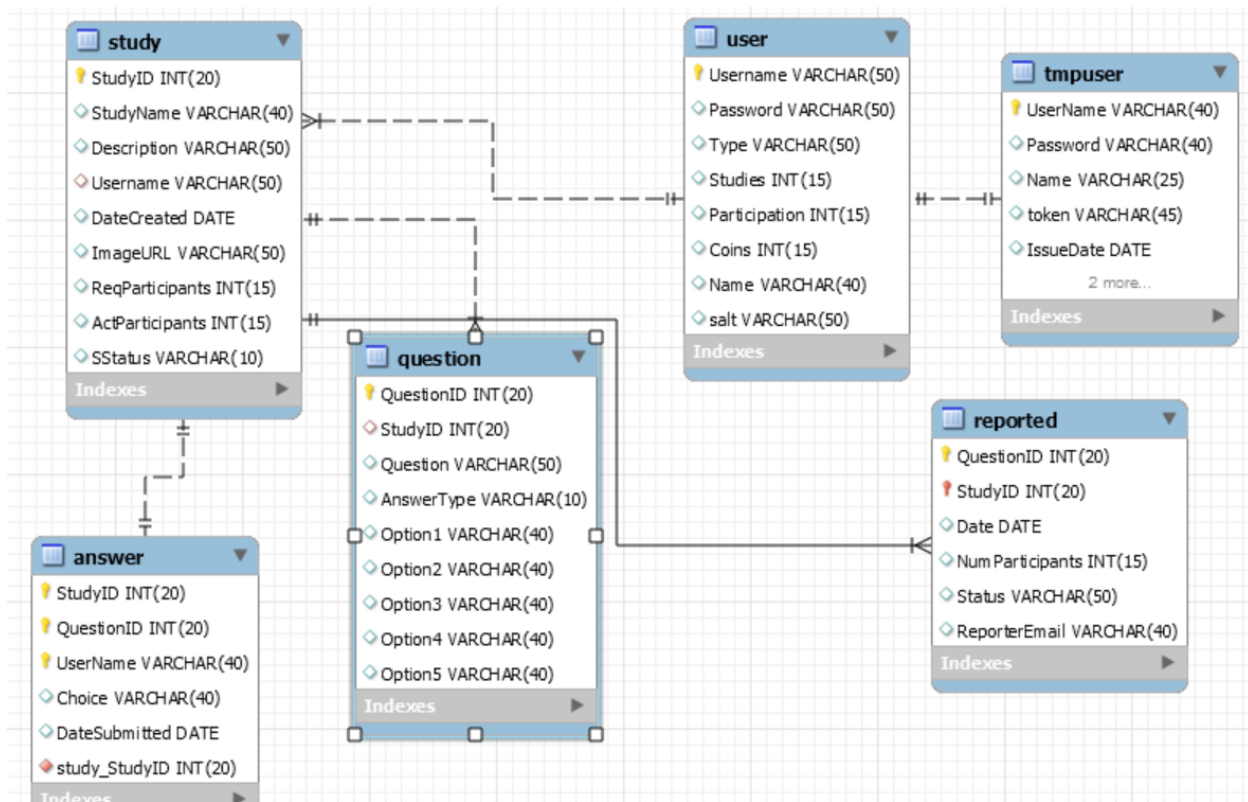 study
StudyID INT(20)
StudyName VARCHAR(40)
Description VARCHAR(50)
Username VARCHAR(50)
DateCreated DATE
ImageURL VARCHAR(50)
ReqParticipants INT(15)
ActParticipants INT(15)
SStatus VARCHAR(10)
Indexes
user
Username VARCHAR(50)
Password VARCHAR(50)
Type VARCHAR(50)
Studies INT(15)
Participation INT(15)
Coins INT(15)
Name VARCHAR(40)
salt VARCHAR(50)
Indexes
tmpuser
UserName VARCHAR(40)
Password VARCHAR(40)
Name VARCHAR(25)
token VARCHAR(45)
IssueDate DATE
2 more...
Indexes
question
QuestionID INT(20)
StudyID INT(20)
Question VARCHAR(50)
AnswerType VARCHAR(10)
Option1 VARCHAR(40)
Option2 VARCHAR(40)
Option3 VARCHAR(40)
Option4 VARCHAR(40)
Option5 VARCHAR(40)
Indexes
reported
QuestionID INT(20)
StudyID INT(20)
Date DATE
NumParticipants INT(15)
Status VARCHAR(50)
ReporterEmail VARCHAR(40)
Indexes
answer
StudyID INT(20)
QuestionID INT(20)
UserName VARCHAR(40)
Choice VARCHAR(40)
DateSubmitted DATE
study_StudyID INT(20)
Indexes